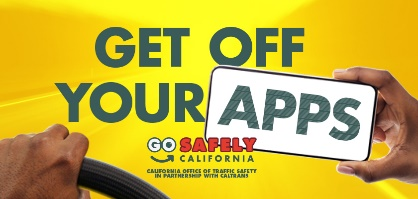 GET OFF
YOUR APPS
GO SAFELY
CALIFORNIA
CALIFORNIA OFFICE OF TRAFFIC SAFETY
IN PARTNERSHIP WITH CALTRANS